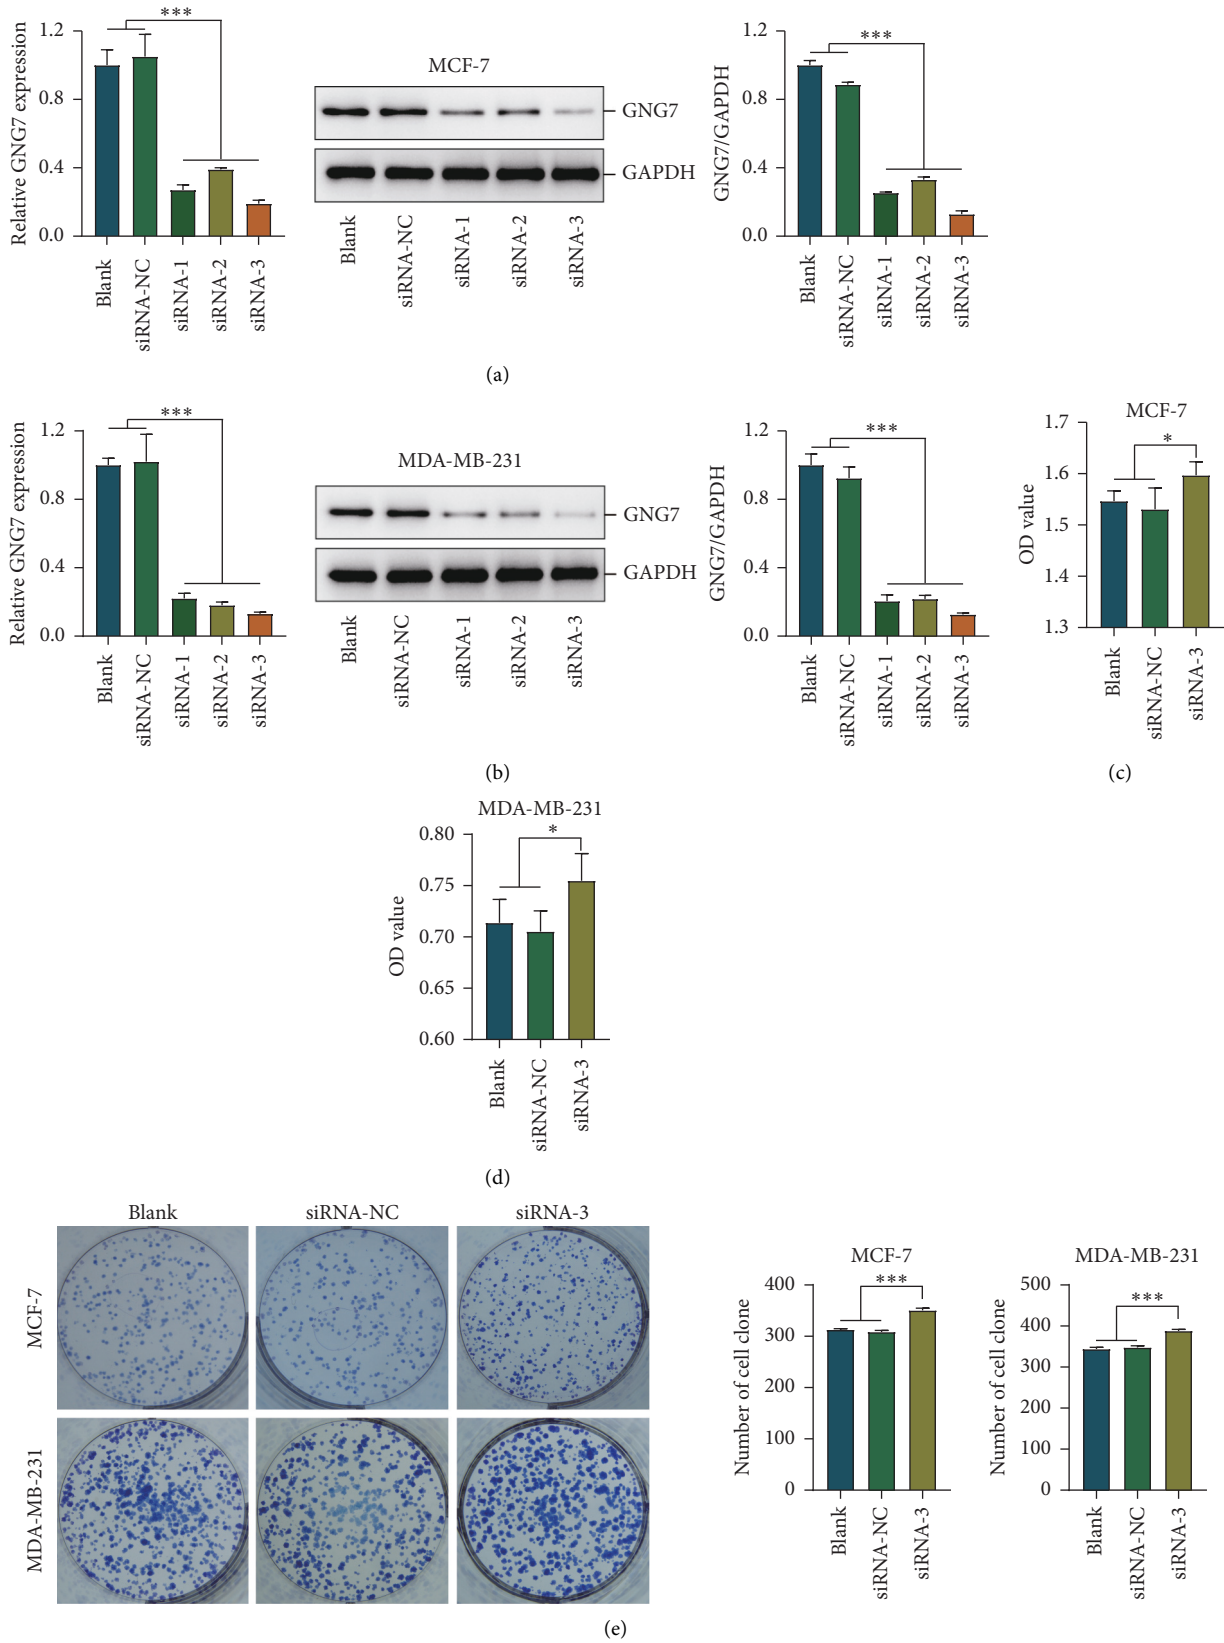 Relative GNG7 expression
1.2
0.8
0.4
0.0
***
Blank
siRNA-NC
siRNA-1
siRNA-2
siRNA-3
MCF-7
GNG7
GAPDH
Blank
siRNA-NC
siRNA-1
siRNA-2
siRNA-3
GNG7/GAPDH
1.2
0.8
0.4
0.0
***
Blank
siRNA-NC
siRNA-1
siRNA-2
siRNA-3
(a)
Relative GNG7 expression
1.2
0.8
0.4
0.0
***
Blank
siRNA-NC
siRNA-1
siRNA-2
siRNA-3
MDA-MB-231
GNG7
GAPDH
Blank
siRNA-NC
siRNA-1
siRNA-2
siRNA-3
GNG7/GAPDH
1.2
0.8
0.4
0.0
***
Blank
siRNA-NC
siRNA-1
siRNA-2
siRNA-3
(b)
MCF-7
OD value
1.7
1.6
1.5
1.4
1.3
*
Blank
siRNA-NC
siRNA-3
(c)
MDA-MB-231
OD value
0.80
0.75
0.70
0.65
0.60
*
Blank
siRNA-NC
siRNA-3
(d)
Blank
siRNA-NC
siRNA-3
MCF-7
MDA-MB-231
MCF-7
Number of cell clone
400
300
200
100
0
***
Blank
siRNA-NC
siRNA-3
MDA-MB-231
Number of cell clone
500
400
300
200
100
0
***
Blank
siRNA-NC
siRNA-3
(e)